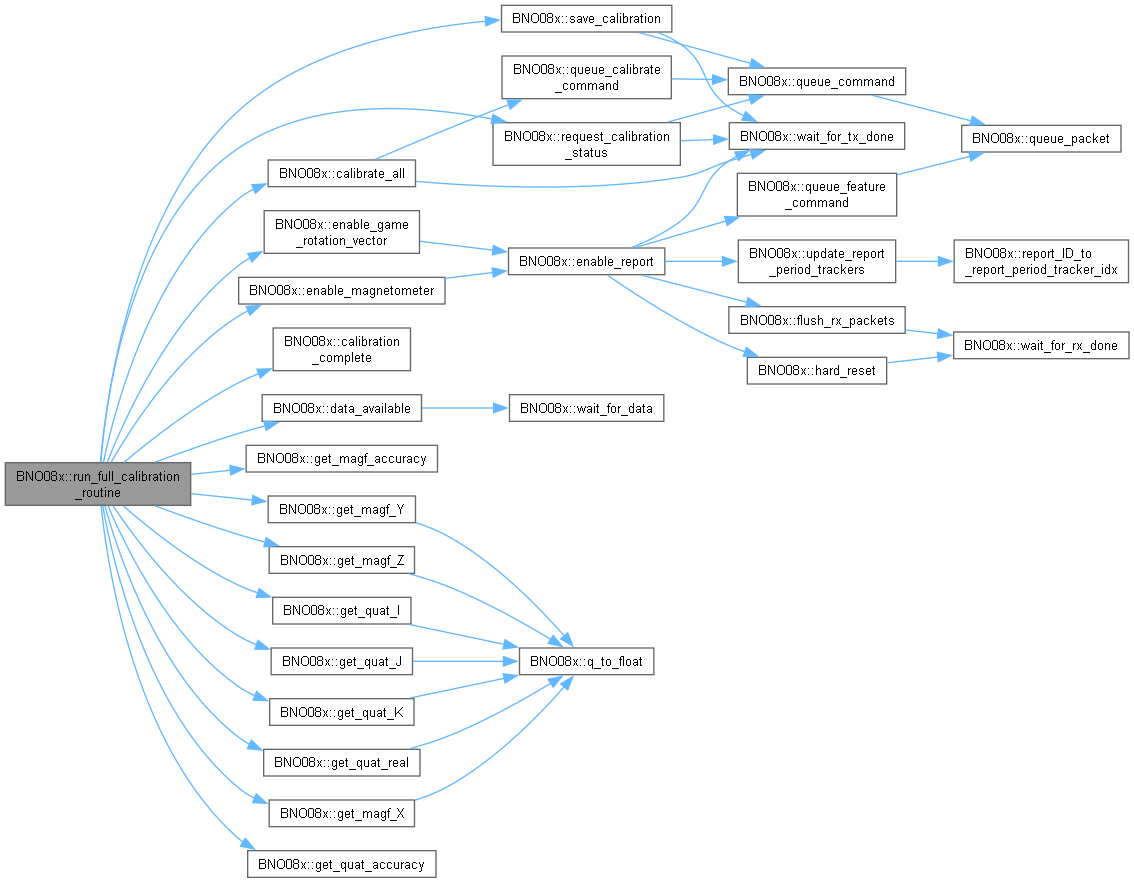 BNO08x::save_calibration
BNO08x::queue_calibrate
_command
BNO08x::queue_command
BNO08x::request_calibration
_status
BNO08x::wait_for_tx_done
BNO08x::queue_packet
BNO08x::calibrate_all
BNO08x::queue_feature
_command
BNO08x::enable_game
_rotation_vector
BNO08x::enable_report
BNO08x::update_report
_period_trackers
BNO08x::report_ID_to
_report_period_tracker_idx
BNO08x::enable_magnetometer
BNO08x::flush_rx_packets
BNO08x::wait_for_rx_done
BNO08x::calibration
_complete
BNO08x::hard_reset
BNO08x::data_available
BNO08x::wait_for_data
BNO08x::get_magf_accuracy
BNO08x::run_full_calibration
_routine
BNO08x::get_magf_Y
BNO08x::get_magf_Z
BNO08x::get_quat_I
BNO08x::get_quat_J
BNO08x::q_to_float
BNO08x::get_quat_K
BNO08x::get_quat_real
BNO08x::get_magf_X
BNO08x::get_quat_accuracy